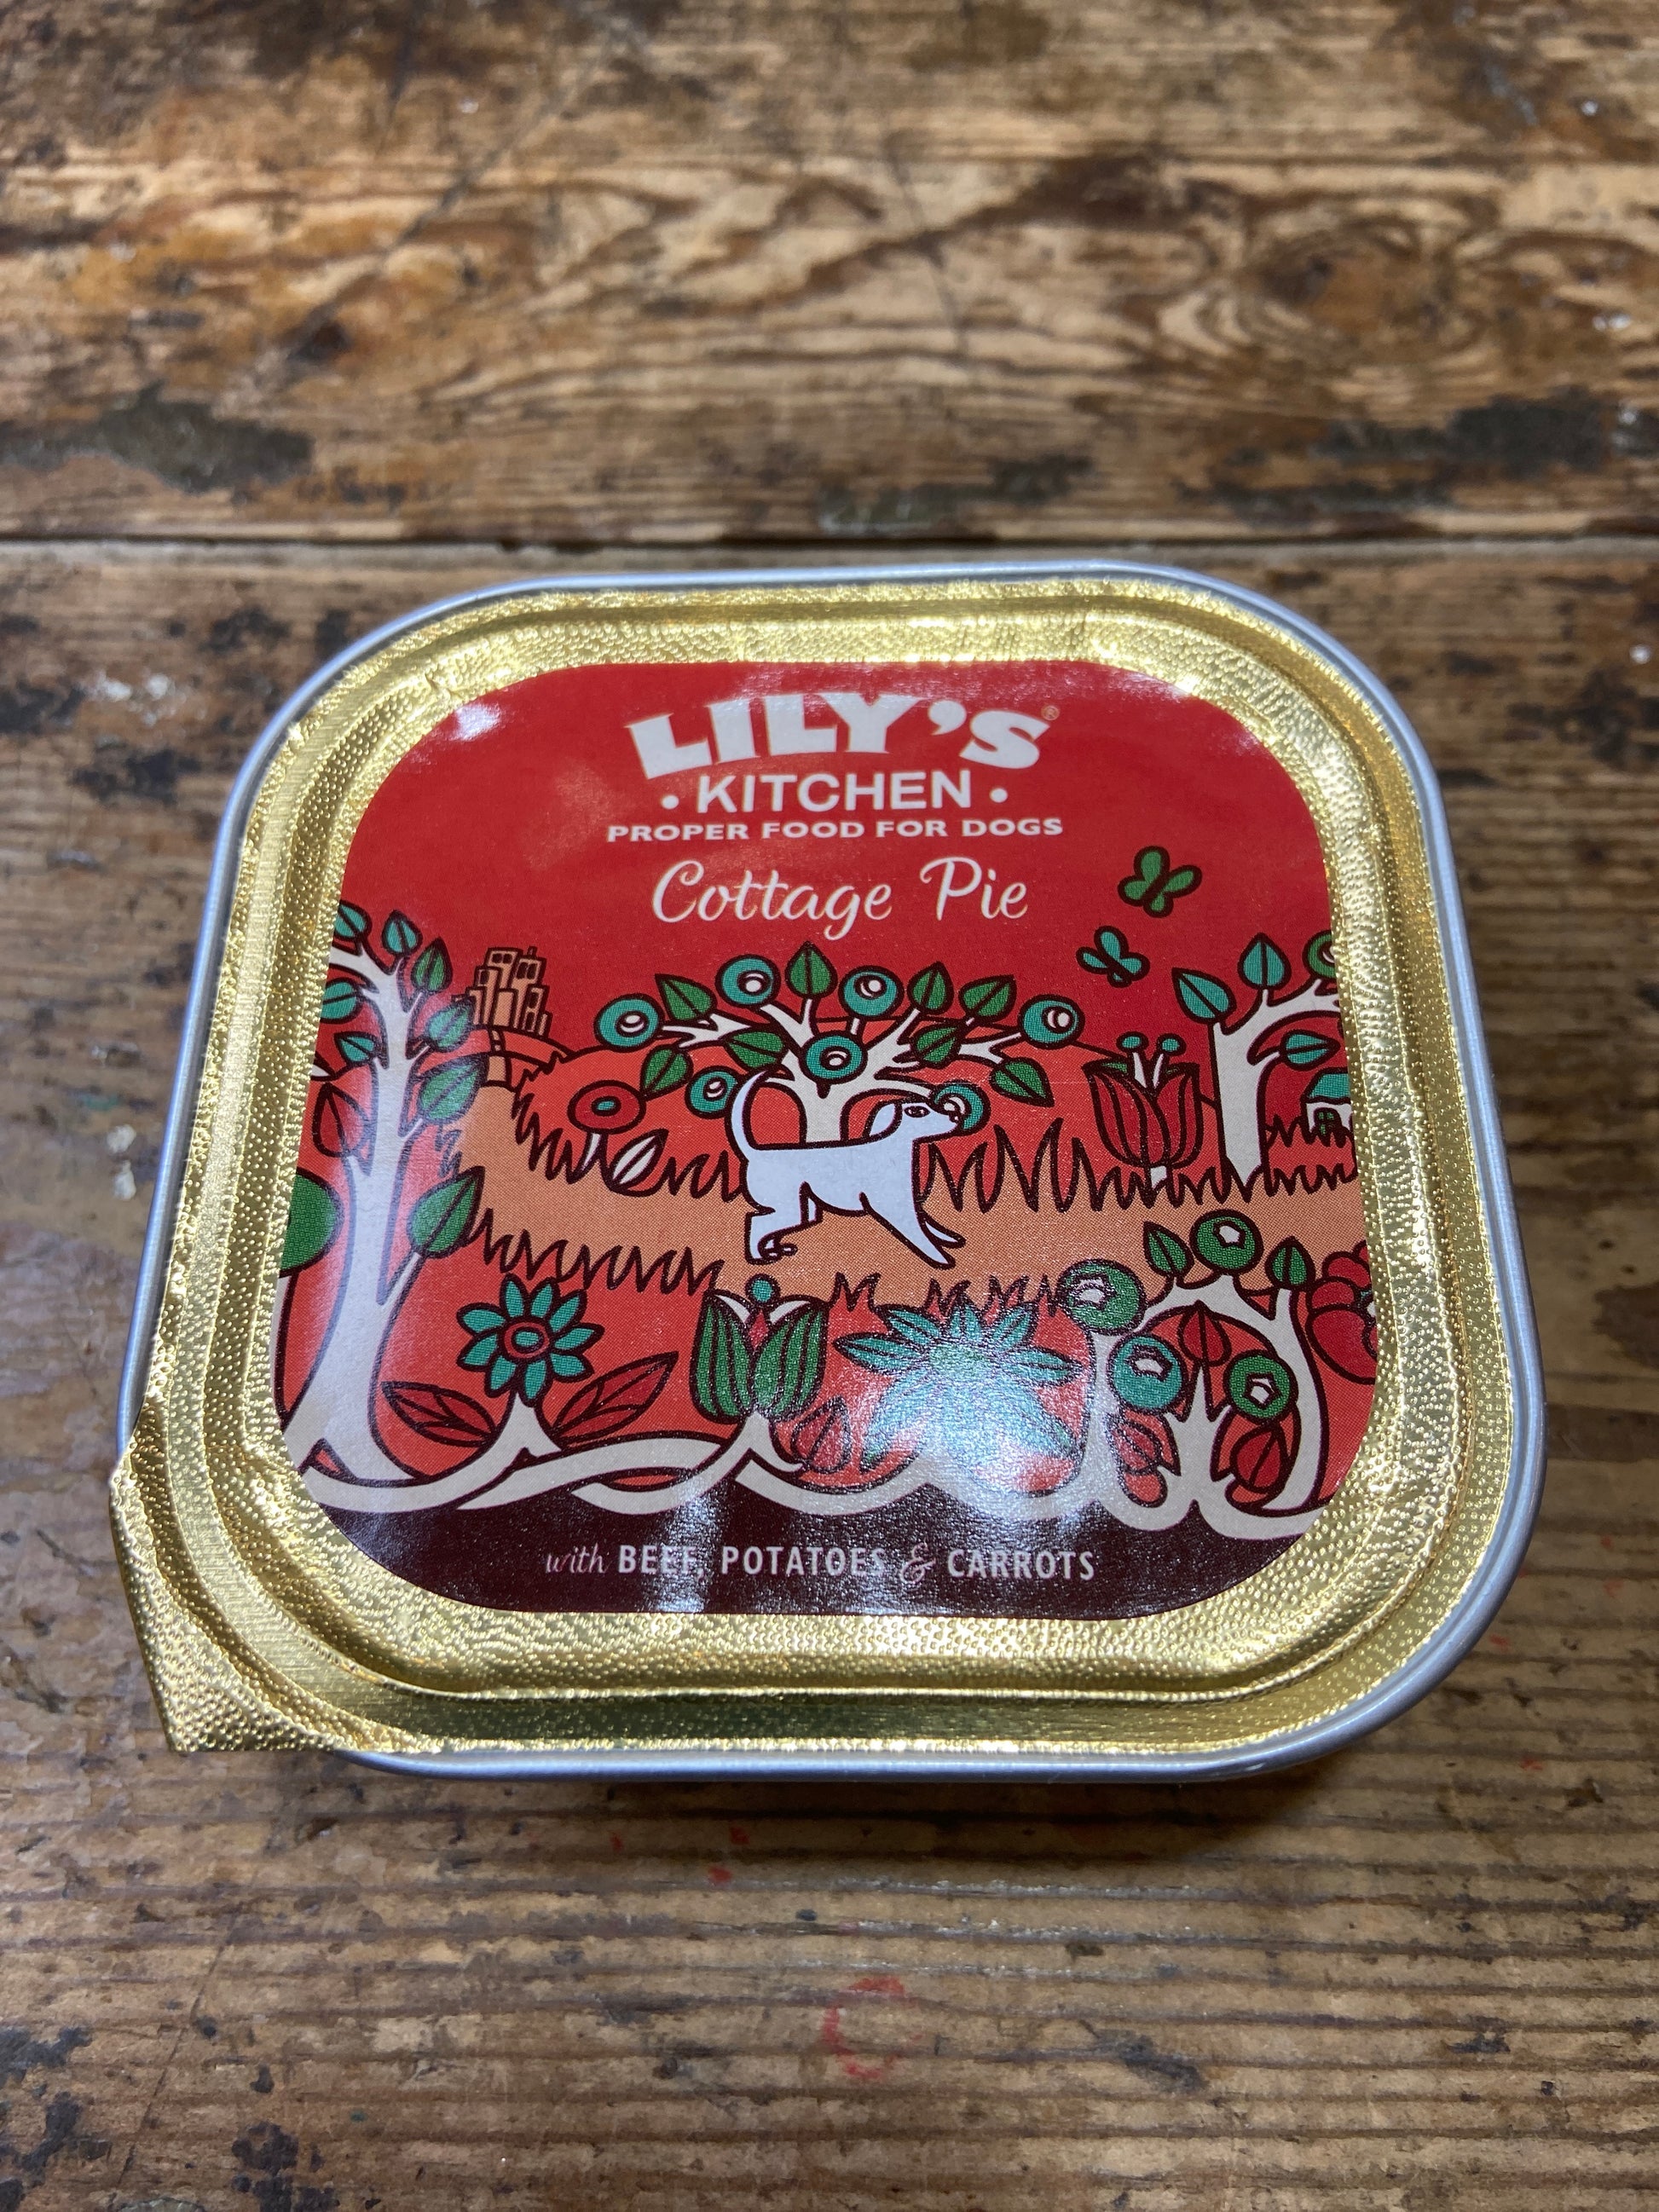 LILY'S®
• KITCHEN •
PROPER FOOD FOR DOGS
Cottage Pie
with BEEF, POTATOES & CARROTS